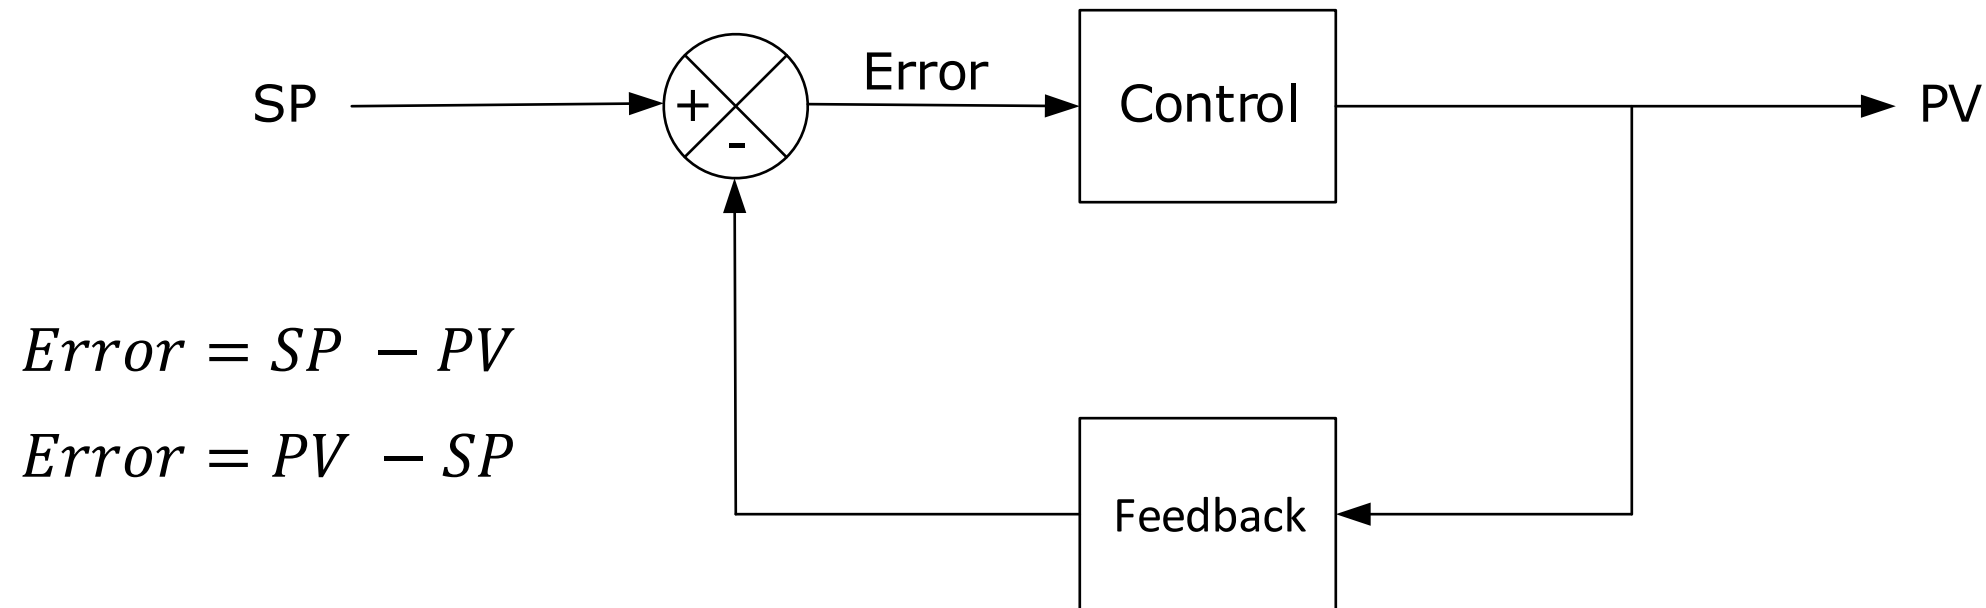 SP
+
-
Error
Control
PV
Error = SP − PV
Error = PV − SP
Feedback